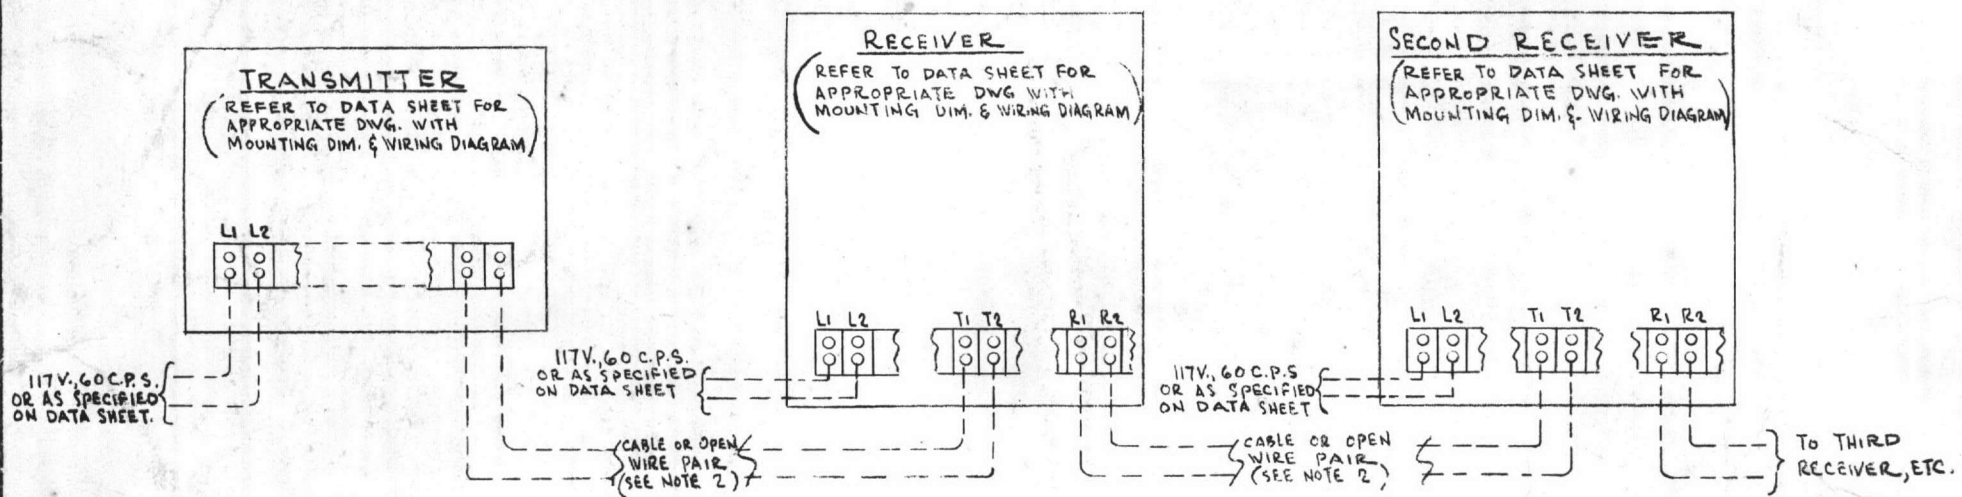 TRANSMITTER
(REFER TO DATA SHEET FOR
APPROPRIATE DWG. WITH
MOUNTING DIM. & WIRING DIAGRAM)
L1 L2
117V., 60 C.P.S.
OR AS SPECIFIED
ON DATA SHEET.
RECEIVER
(REFER TO DATA SHEET FOR
APPROPRIATE DWG WITH
MOUNTING DIM. & WIRING DIAGRAM)
L1 L2 T1 T2 R1 R2
117V., 60 C.P.S.
OR AS SPECIFIED
ON DATA SHEET
CABLE OR OPEN
WIRE PAIR
(SEE NOTE 2)
SECOND RECEIVER
(REFER TO DATA SHEET FOR
APPROPRIATE DWG. WITH
MOUNTING DIM. & WIRING DIAGRAM)
L1 L2 T1 T2 R1 R2
117V., 60 C.P.S
OR AS SPECIFIED
ON DATA SHEET
CABLE OR OPEN
WIRE PAIR
(SEE NOTE 2)
TO THIRD
RECEIVER, ETC.